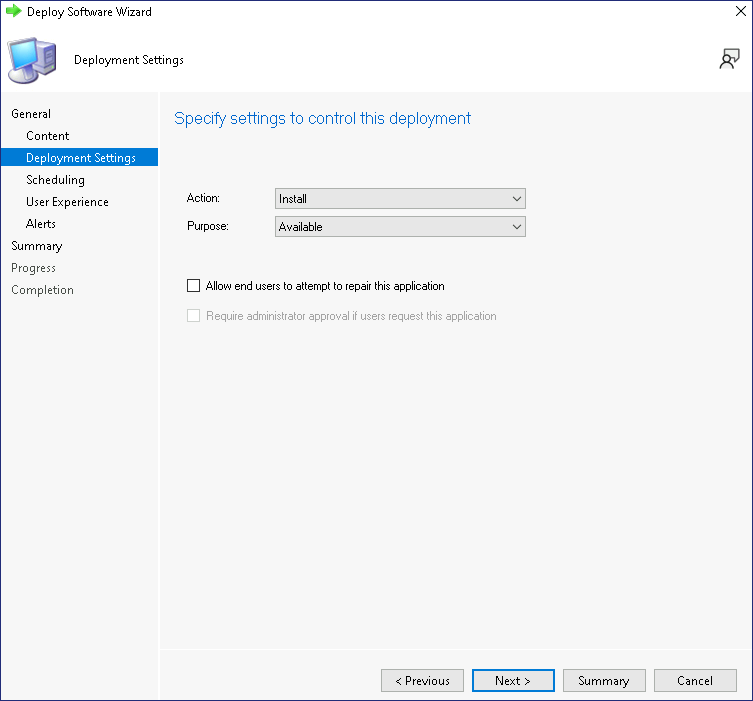 Deploy Software Wizard
Deployment Settings
General
Content
Deployment Settings
Scheduling
User Experience
Alerts
Summary
Progress
Completion
Specify settings to control this deployment
Action: Install
Purpose: Available
Allow end users to attempt to repair this application
Require administrator approval if users request this application
< Previous Next > Summary Cancel